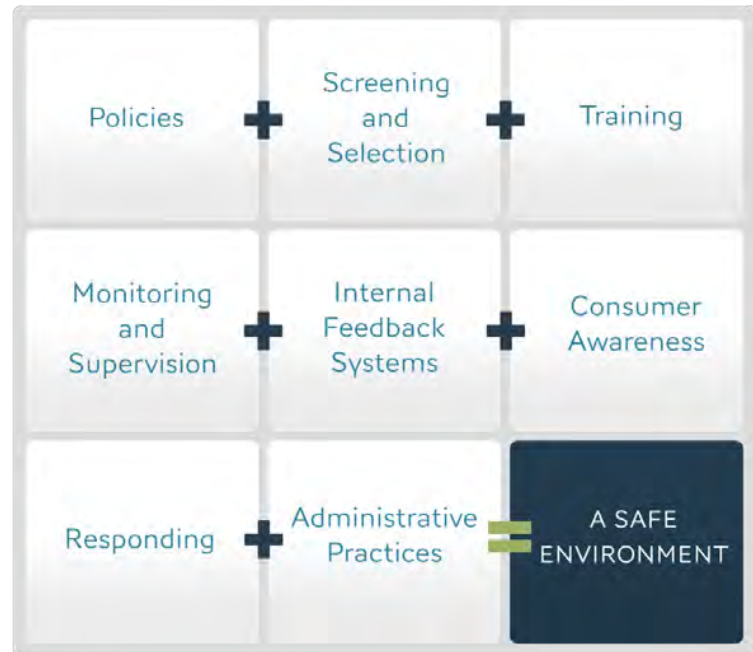 Policies
Screening
and
Selection
Training
Monitoring
and
Supervision
Internal
Feedback
Systems
Consumer
Awareness
Responding
Administrative
Practices
A SAFE
ENVIRONMENT